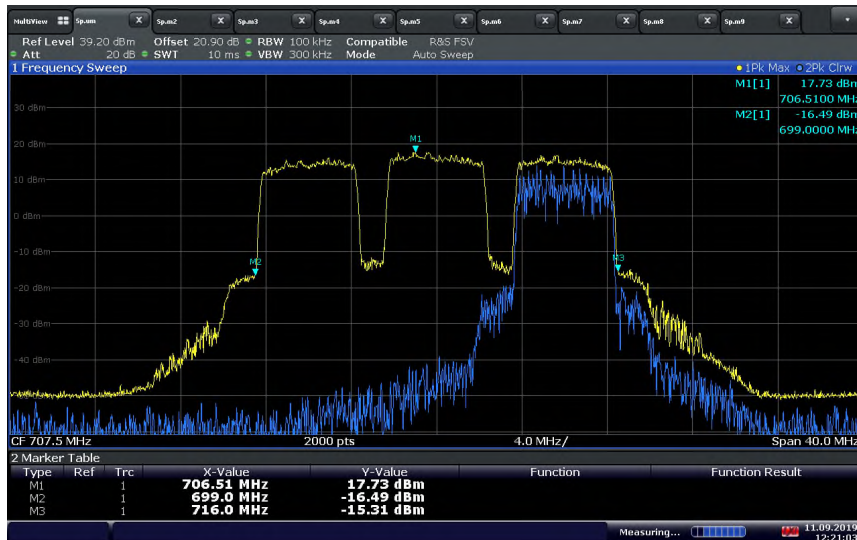 MultiView Sp.um X Sp.m2 X Sp.m3 X Sp.m4 X Sp.m5 X Sp.m6 X Sp.m7 X Sp.m8 X Sp.m9 X
Ref Level 39.20 dBm Offset 20.90 dB RBW 100 kHz Compatible R&S FSV
Att 20 dB SWT 10 ms VBW 300 kHz Mode Auto Sweep
1 Frequency Sweep 1Pk Max 2Pk Clrw
M1[1] 17.73 dBm
706.5100 MHz
30 dBm
M2[1] -16.49 dBm
699.0000 MHz
20 dBm
M1
10 dBm
0 dBm
-10 dBm
M2
M3
-20 dBm
-30 dBm
-40 dBm
CF 707.5 MHz 2000 pts 4.0 MHz/ Span 40.0 MHz
2 Marker Table
Type Ref Trc X-Value Y-Value Function Function Result
M1 1 706.51 MHz 17.73 dBm
M2 1 699.0 MHz -16.49 dBm
M3 1 716.0 MHz -15.31 dBm
Measuring... 11.09.2019
12:21:03